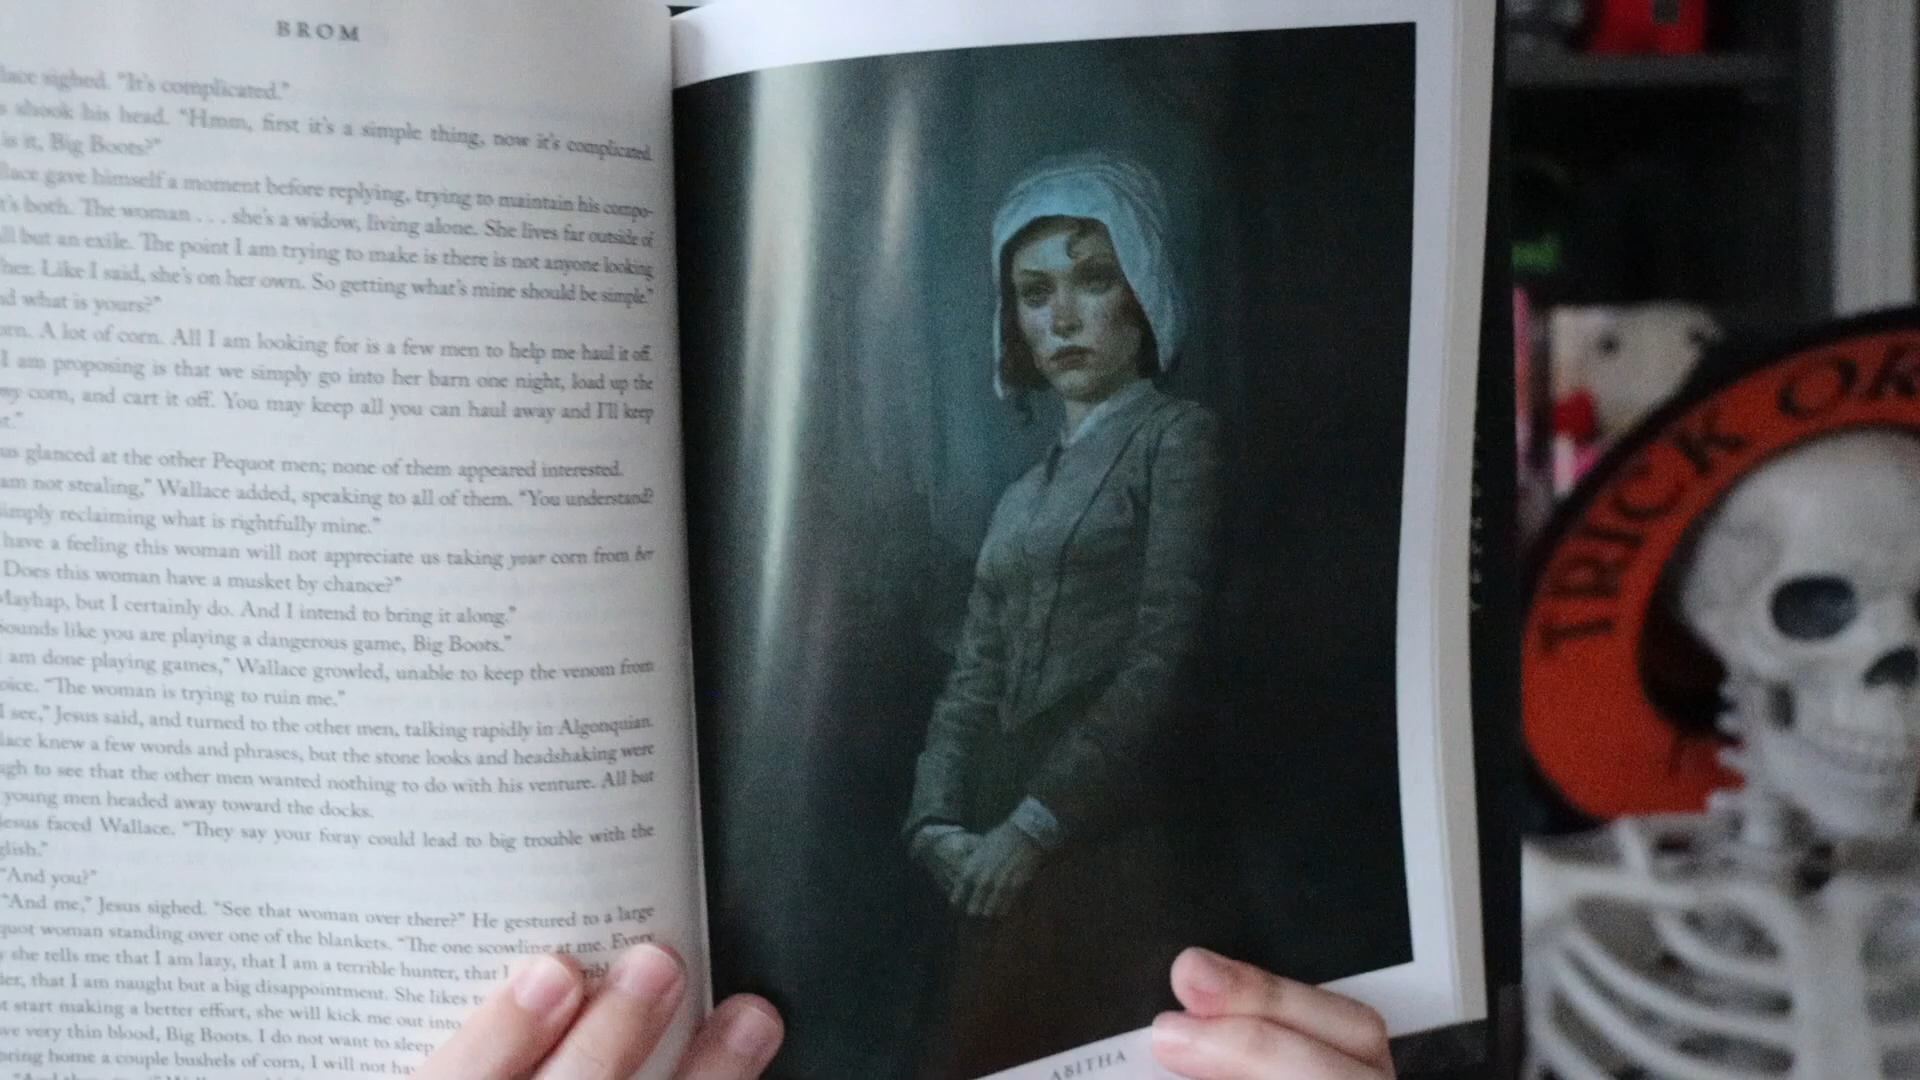 BROM
sighed. "It's complicated."
shook his head. "Hmm, first it's a simple thing, now it's complicated.
is it, Big Boots?"
gave himself a moment before replying, trying to maintain his compo-
both. The woman . . . she's a widow, living alone. She lives far outside of
but an exile. The point I am trying to make is there is not anyone looking
her. Like I said, she's on her own. So getting what's mine should be simple."
what is yours?"
A lot of corn. All I am looking for is a few men to help me haul it off.
I am proposing is that we simply go into her barn one night, load up the
corn, and cart it off. You may keep all you can haul away and I'll keep
glanced at the other Pequot men; none of them appeared interested.
am not stealing," Wallace added, speaking to all of them. "You understand?
simply reclaiming what is rightfully mine."
have a feeling this woman will not appreciate us taking your corn from her
Does this woman have a musket by chance?"
Mayhap, but I certainly do. And I intend to bring it along."
Sounds like you are playing a dangerous game, Big Boots."
am done playing games," Wallace growled, unable to keep the venom from
"The woman is trying to ruin me."
I see," Jesus said, and turned to the other men, talking rapidly in Algonquian.
knew a few words and phrases, but the stone looks and headshaking were
to see that the other men wanted nothing to do with his venture. All but
young men headed away toward the docks.
Jesus faced Wallace. "They say your foray could lead to big trouble with the
"And you?"
"And me," Jesus sighed. "See that woman over there?" He gestured to a large
woman standing over one of the blankets. "The one scowling at me. Every
she tells me that I am lazy, that I am a terrible hunter, that I
that I am naught but a big disappointment. She likes
start making a better effort, she will kick me out into
very thin blood, Big Boots. I do not want to sleep
bring home a couple bushels of corn, I will not
ABITHA
TRICK OR